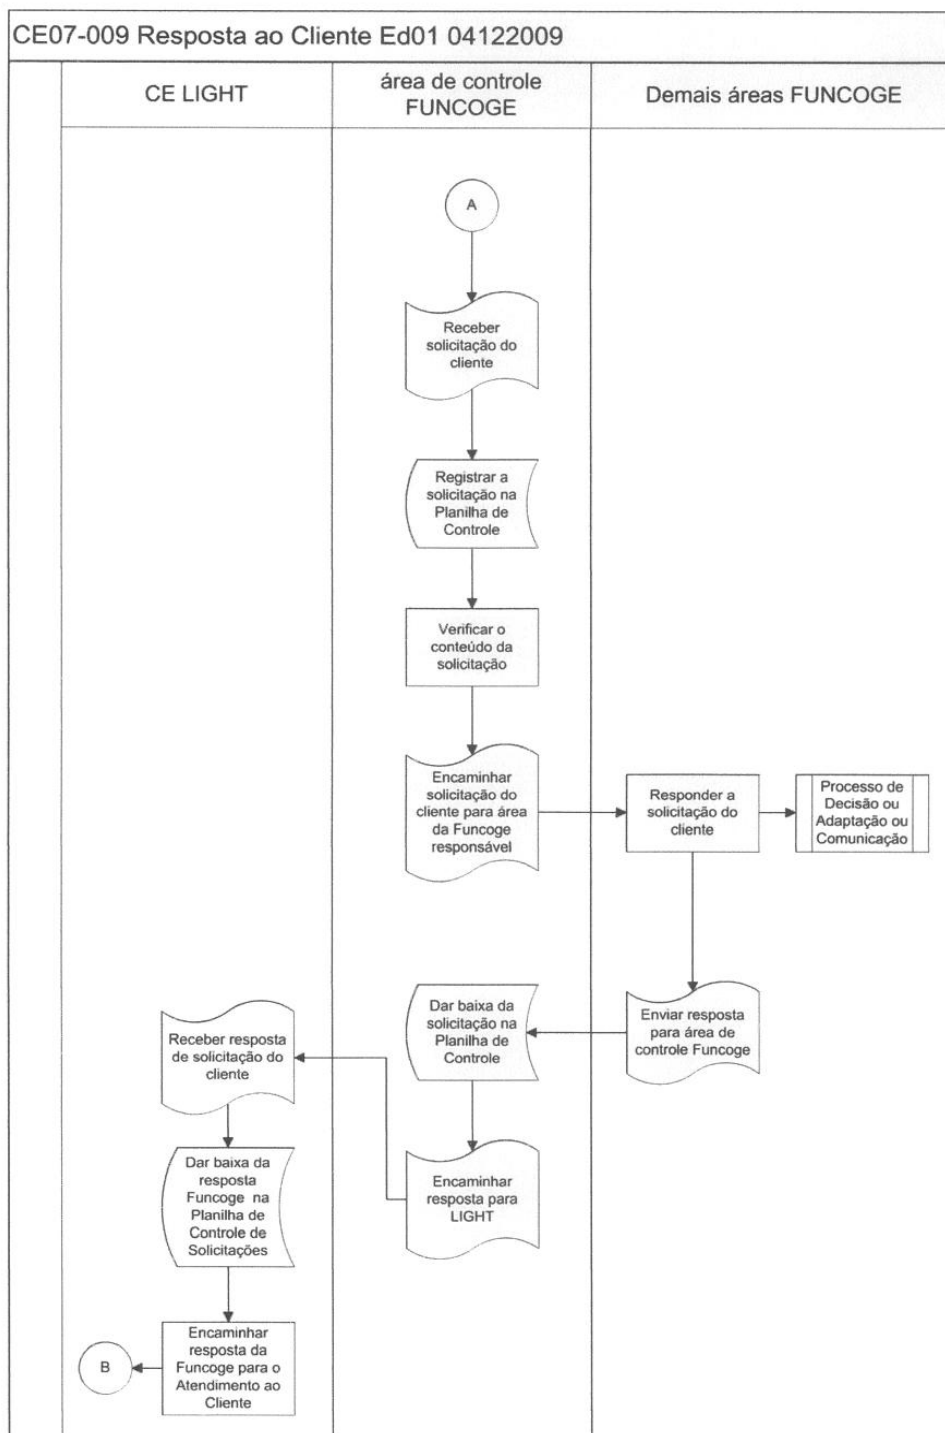 CE07-009 Resposta ao Cliente Ed01 04122009
CE LIGHT
área de controle
FUNCOGE
Demais áreas FUNCOGE
A
Receber
solicitação do
cliente
Registrar a
solicitação na
Planilha de
Controle
Verificar o
conteúdo da
solicitação
Encaminhar
solicitação do
cliente para área
da Funcoge
responsável
Responder a
solicitação do
cliente
Processo de
Decisão ou
Adaptação ou
Comunicação
Enviar resposta
para área de
controle Funcoge
Dar baixa da
solicitação na
Planilha de
Controle
Encaminhar
resposta para
LIGHT
Receber resposta
de solicitação do
cliente
Dar baixa da
resposta
Funcoge na
Planilha de
Controle de
Solicitações
Encaminhar
resposta da
Funcoge para o
Atendimento ao
Cliente
B